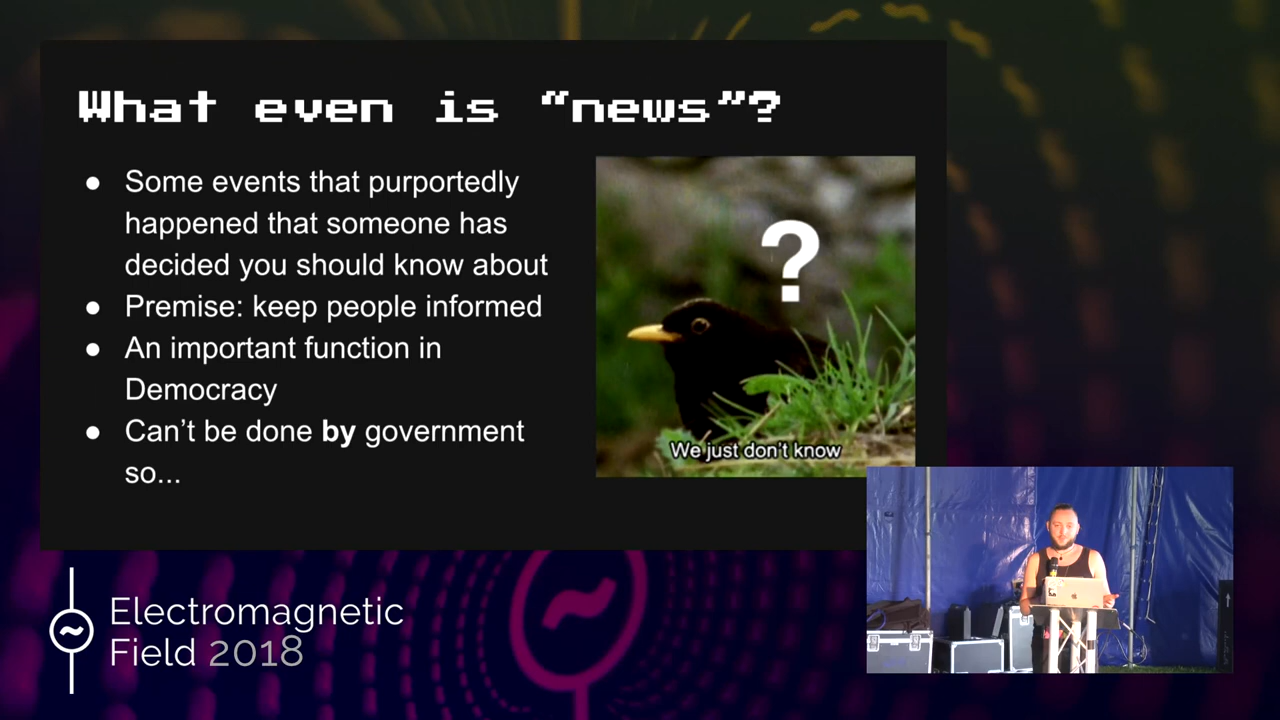 What even is “news”?
● Some events that purportedly
happened that someone has
decided you should know about
● Premise: keep people informed
● An important function in
Democracy
● Can’t be done by government
so...
?
We just don't know
Electromagnetic
Field 2018